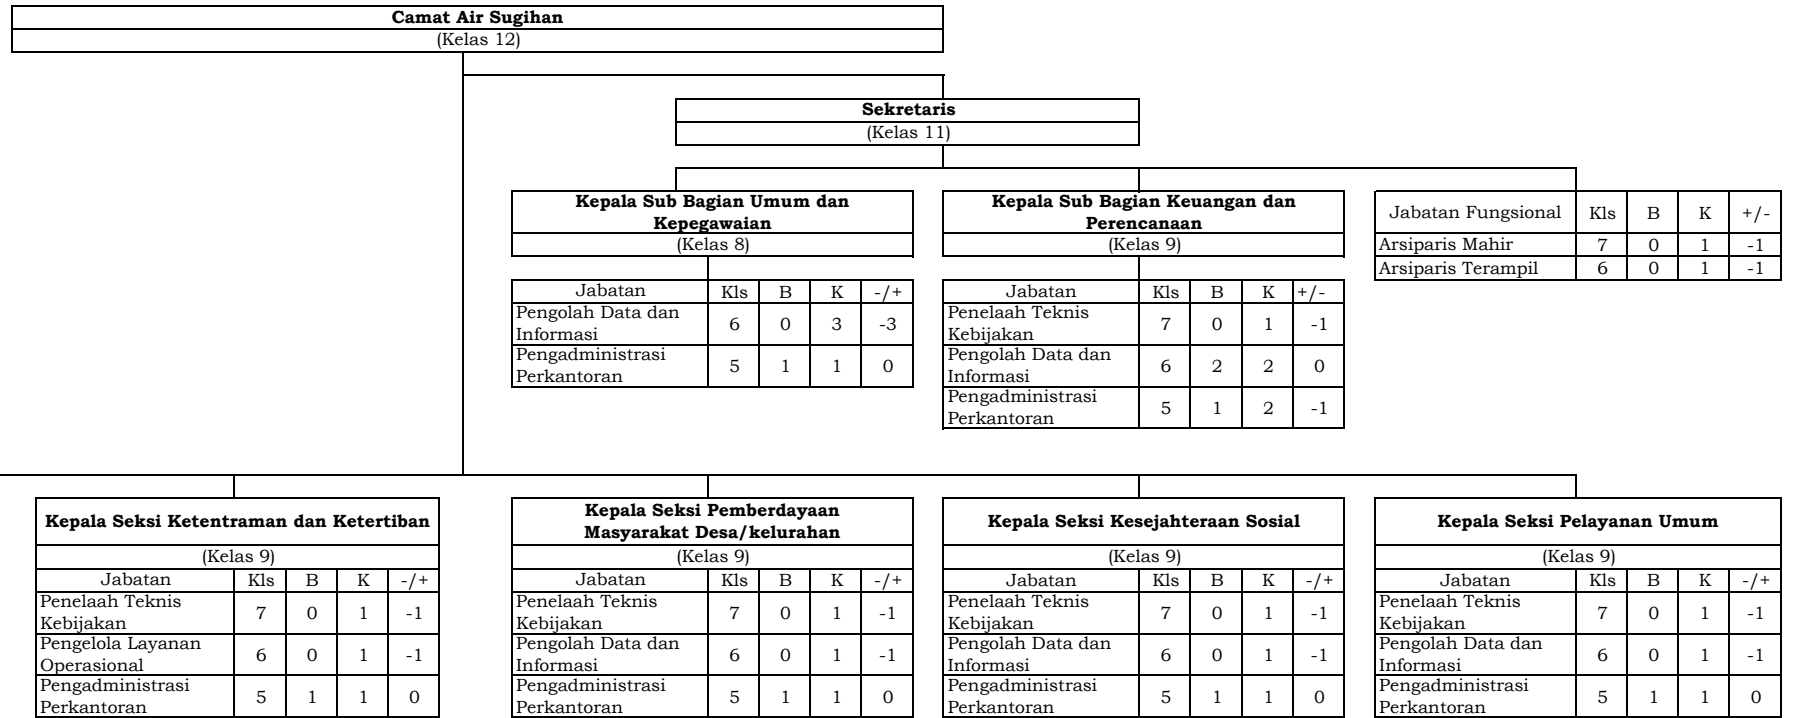 Camat Air Sugihan
(Kelas 12)
Sekretaris
(Kelas 11)
Kepala Sub Bagian Umum dan
Kepegawaian
(Kelas 8)
Jabatan Kls B K -/+
Pengolah Data dan
Informasi 6 0 3 -3
Pengadministrasi
Perkantoran 5 1 1 0
Kepala Sub Bagian Keuangan dan
Perencanaan
(Kelas 9)
Jabatan Kls B K +/-
Penelaah Teknis
Kebijakan 7 0 1 -1
Pengolah Data dan
Informasi 6 2 2 0
Pengadministrasi
Perkantoran 5 1 2 -1
Jabatan Fungsional Kls B K +/-
Arsiparis Mahir 7 0 1 -1
Arsiparis Terampil 6 0 1 -1
Kepala Seksi Ketentraman dan Ketertiban
(Kelas 9)
Jabatan Kls B K -/+
Penelaah Teknis
Kebijakan 7 0 1 -1
Pengelola Layanan
Operasional 6 0 1 -1
Pengadministrasi
Perkantoran 5 1 1 0
Kepala Seksi Pemberdayaan
Masyarakat Desa/kelurahan
(Kelas 9)
Jabatan Kls B K -/+
Penelaah Teknis
Kebijakan 7 0 1 -1
Pengolah Data dan
Informasi 6 0 1 -1
Pengadministrasi
Perkantoran 5 1 1 0
Kepala Seksi Kesejahteraan Sosial
(Kelas 9)
Jabatan Kls B K -/+
Penelaah Teknis
Kebijakan 7 0 1 -1
Pengolah Data dan
Informasi 6 0 1 -1
Pengadministrasi
Perkantoran 5 1 1 0
Kepala Seksi Pelayanan Umum
(Kelas 9)
Jabatan Kls B K -/+
Penelaah Teknis
Kebijakan 7 0 1 -1
Pengolah Data dan
Informasi 6 0 1 -1
Pengadministrasi
Perkantoran 5 1 1 0